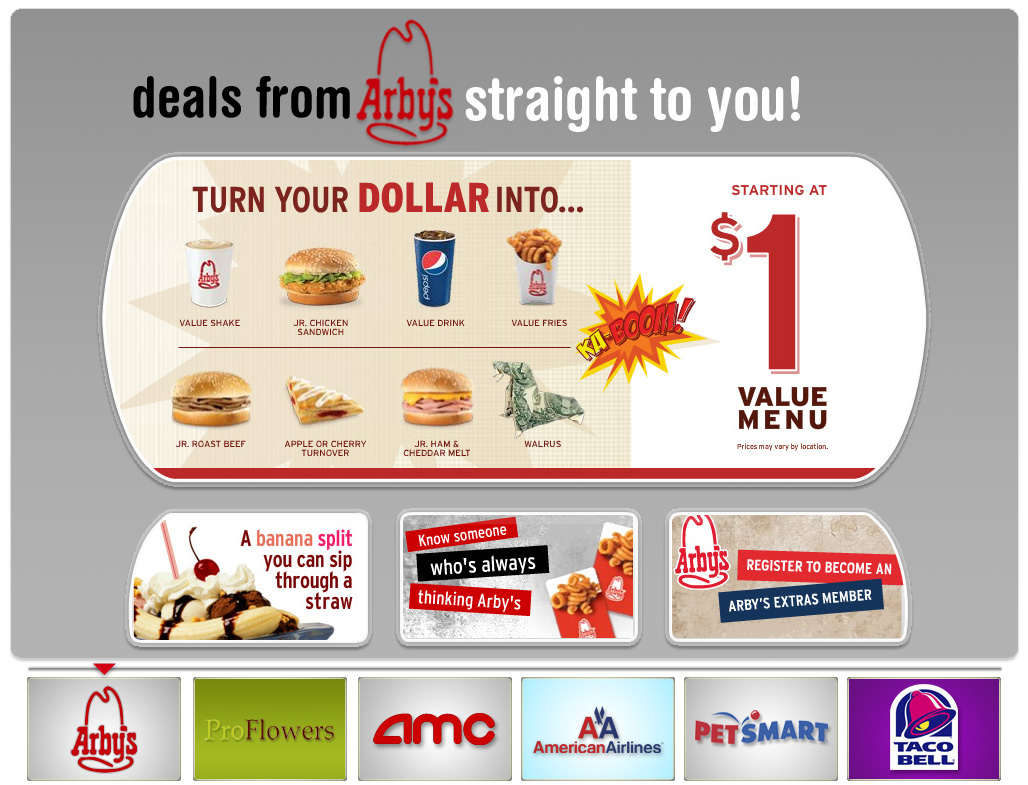 deals from Arby's straight to you!
TURN YOUR DOLLAR INTO...
STARTING AT
$1
VALUE
MENU
Prices may vary by location.
Arby's
pepsi
Arby's
VALUE SHAKE
JR. CHICKEN
SANDWICH
VALUE DRINK
VALUE FRIES
KA-BOOM!
JR. ROAST BEEF
APPLE OR CHERRY
TURNOVER
JR. HAM &
CHEDDAR MELT
WALRUS
A banana split
you can sip
through a
straw
Know someone
who's always
thinking Arby's
Arby's
REGISTER TO BECOME AN
ARBY'S EXTRAS MEMBER
Arby's
ProFlowers
amc
AA
AmericanAirlines
PETSMART
TACO
BELL